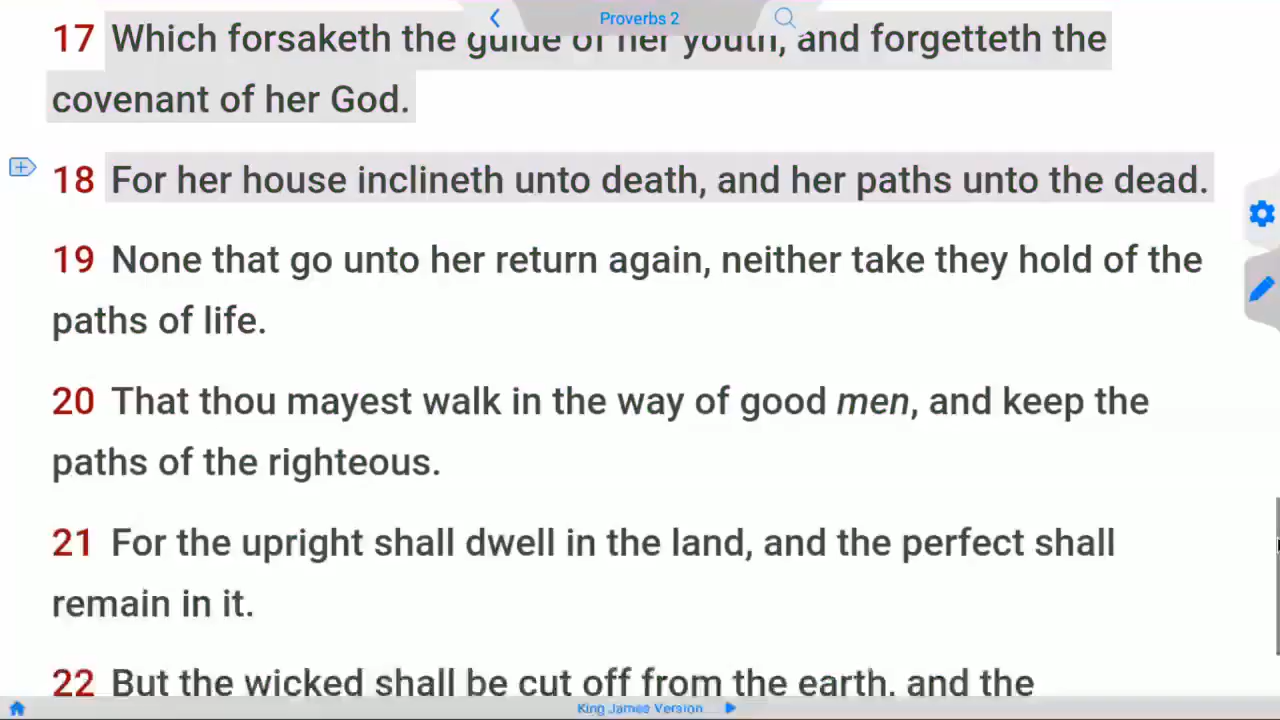 Proverbs 2
17 Which forsaketh the guide of her youth, and forgetteth the
covenant of her God.
18 For her house inclineth unto death, and her paths unto the dead.
19 None that go unto her return again, neither take they hold of the
paths of life.
20 That thou mayest walk in the way of good men, and keep the
paths of the righteous.
21 For the upright shall dwell in the land, and the perfect shall
remain in it.
22 But the wicked shall be cut off from the earth, and the
King James Version...